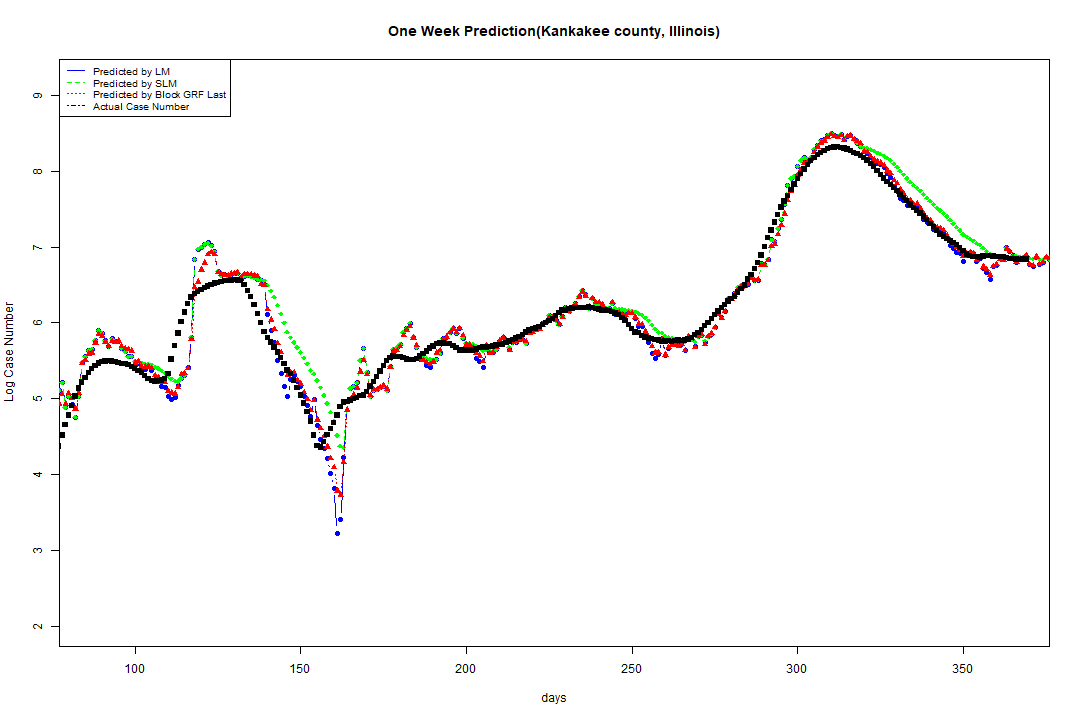 One Week Prediction(Kankakee county, Illinois)
Predicted by LM
Predicted by SLM
Predicted by Block GRF Last
Actual Case Number
Log Case Number
9
8
7
6
5
4
3
2
100 150 200 250 300 350
days